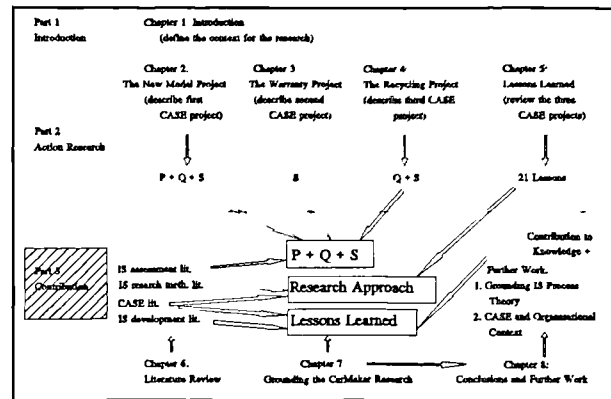 Part 1
Introduction
Chapter 1 Introduction
(define the context for the research)
Chapter 2.
The New Model Project
(describe first
CASE project)
Chapter 3
The Warranty Project
(describe second
CASE project)
Chapter 4
The Recycling Project
(describe third CASE
project)
Chapter 5
Lessons Learned
(review the three
CASE projects)
Part 2
Action Research
P + Q + S
S
Q + S
21 Lessons
Part 3
Contribution
IS assessment lit.
IS research meth. lit.
CASE lit.
IS development lit.
P + Q + S
Research Approach
Lessons Learned
Contribution to
Knowledge +
Further Work.
1. Grounding IS Process
Theory
2. CASE and Organisational
Context
Chapter 6.
Literature Review
Chapter 7
Grounding the CarMaker Research
Chapter 8:
Conclusions and Further Work